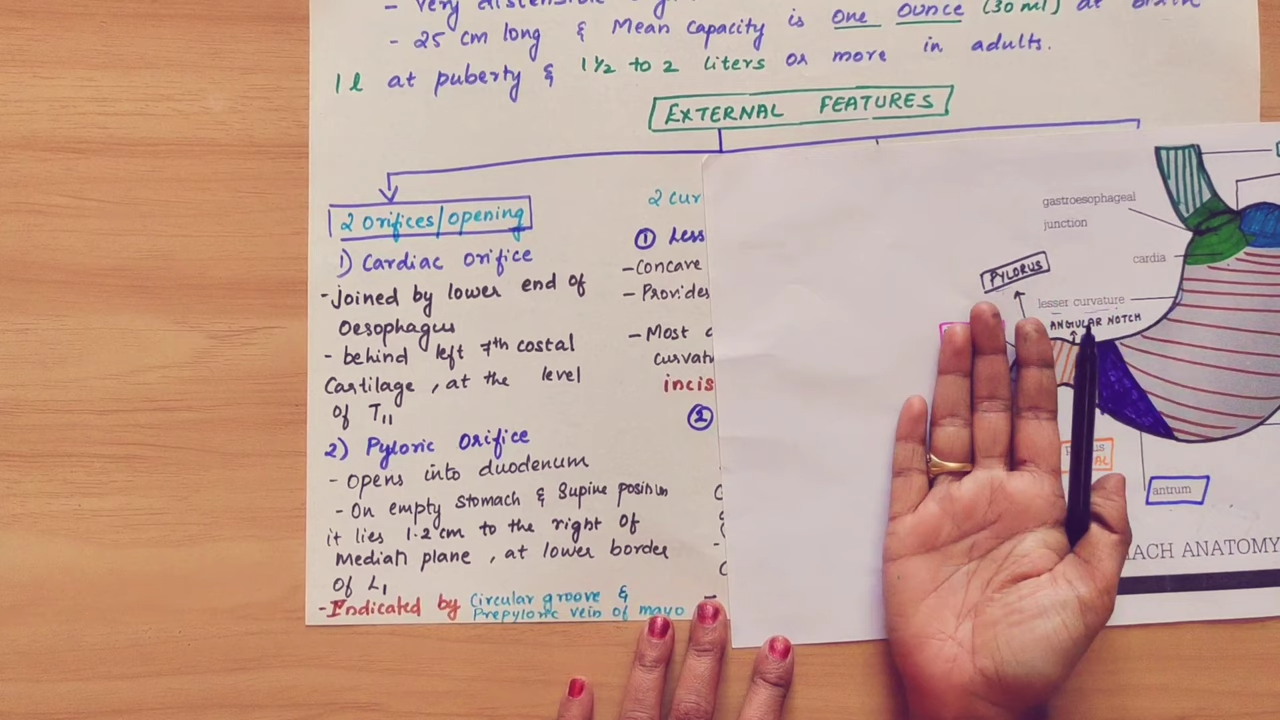 - very distensible
- 25 cm long & Mean capacity is one ounce (30 ml) at
1 l at puberty & 1 1/2 to 2 liters or more in adults.
EXTERNAL FEATURES
2 Orifices/opening
1) Cardiac orifice
-Joined by lower end of
Oesophagus
- behind left 7th costal
Cartilage, at the level
of T11
2) Pyloric Orifice
- Opens into duodenum
- On empty stomach & Supine position
it lies 1.2 cm to the right of
Median plane, at lower border
of L1
-Indicated by Circular groove &
Prepyloric vein of mayo
2 cur
① Less
-Concave
- Provides
-Most
curvat
incis
②
gastroesophageal
junction
cardia
PYLORUS
lesser curvature
ANGULAR NOTCH
antrum
ACH ANATOMY